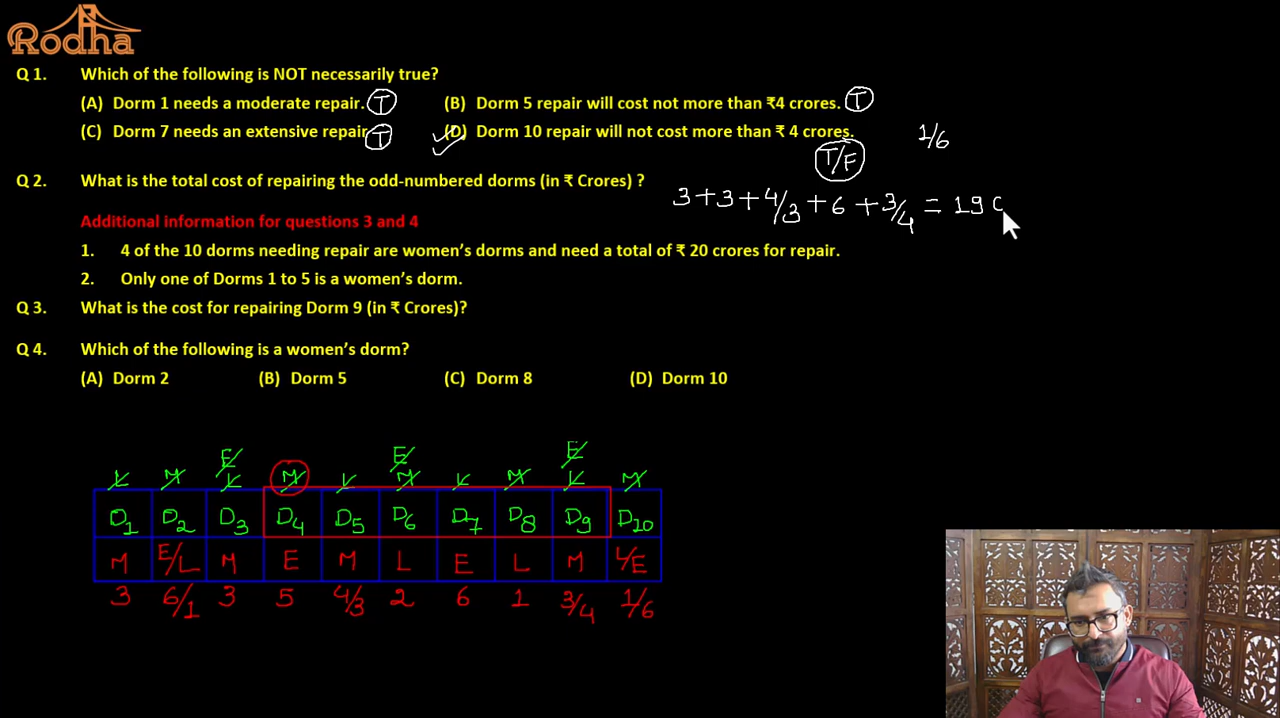 Rodha
Q 1. Which of the following is NOT necessarily true?
(A) Dorm 1 needs a moderate repair. T (B) Dorm 5 repair will cost not more than ₹4 crores. T
(C) Dorm 7 needs an extensive repair T (D) Dorm 10 repair will not cost more than ₹ 4 crores. 1/6
T/F
Q 2. What is the total cost of repairing the odd-numbered dorms (in ₹ Crores) ?
3+3+4/3+6+3/4 = 19 C
Additional information for questions 3 and 4
1. 4 of the 10 dorms needing repair are women's dorms and need a total of ₹ 20 crores for repair.
2. Only one of Dorms 1 to 5 is a women's dorm.
Q 3. What is the cost for repairing Dorm 9 (in ₹ Crores)?
Q 4. Which of the following is a women's dorm?
(A) Dorm 2 (B) Dorm 5 (C) Dorm 8 (D) Dorm 10
E E E
L M L M L M L M L M
D1 D2 D3 D4 D5 D6 D7 D8 D9 D10
M E/L M E M L E L M L/E
3 6/1 3 5 4/3 2 6 1 3/4 1/6